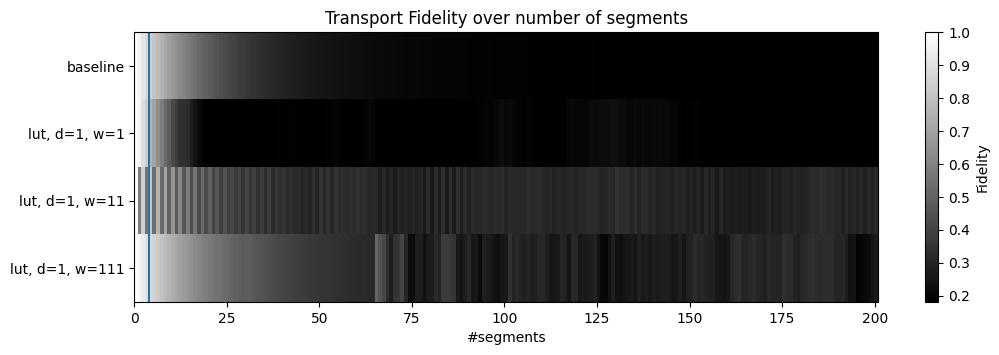 Transport Fidelity over number of segments
baseline
lut, d=1, w=1
lut, d=1, w=11
lut, d=1, w=111
0 25 50 75 100 125 150 175 200
#segments
1.0
0.9
0.8
0.7
0.6
0.5
0.4
0.3
0.2
Fidelity